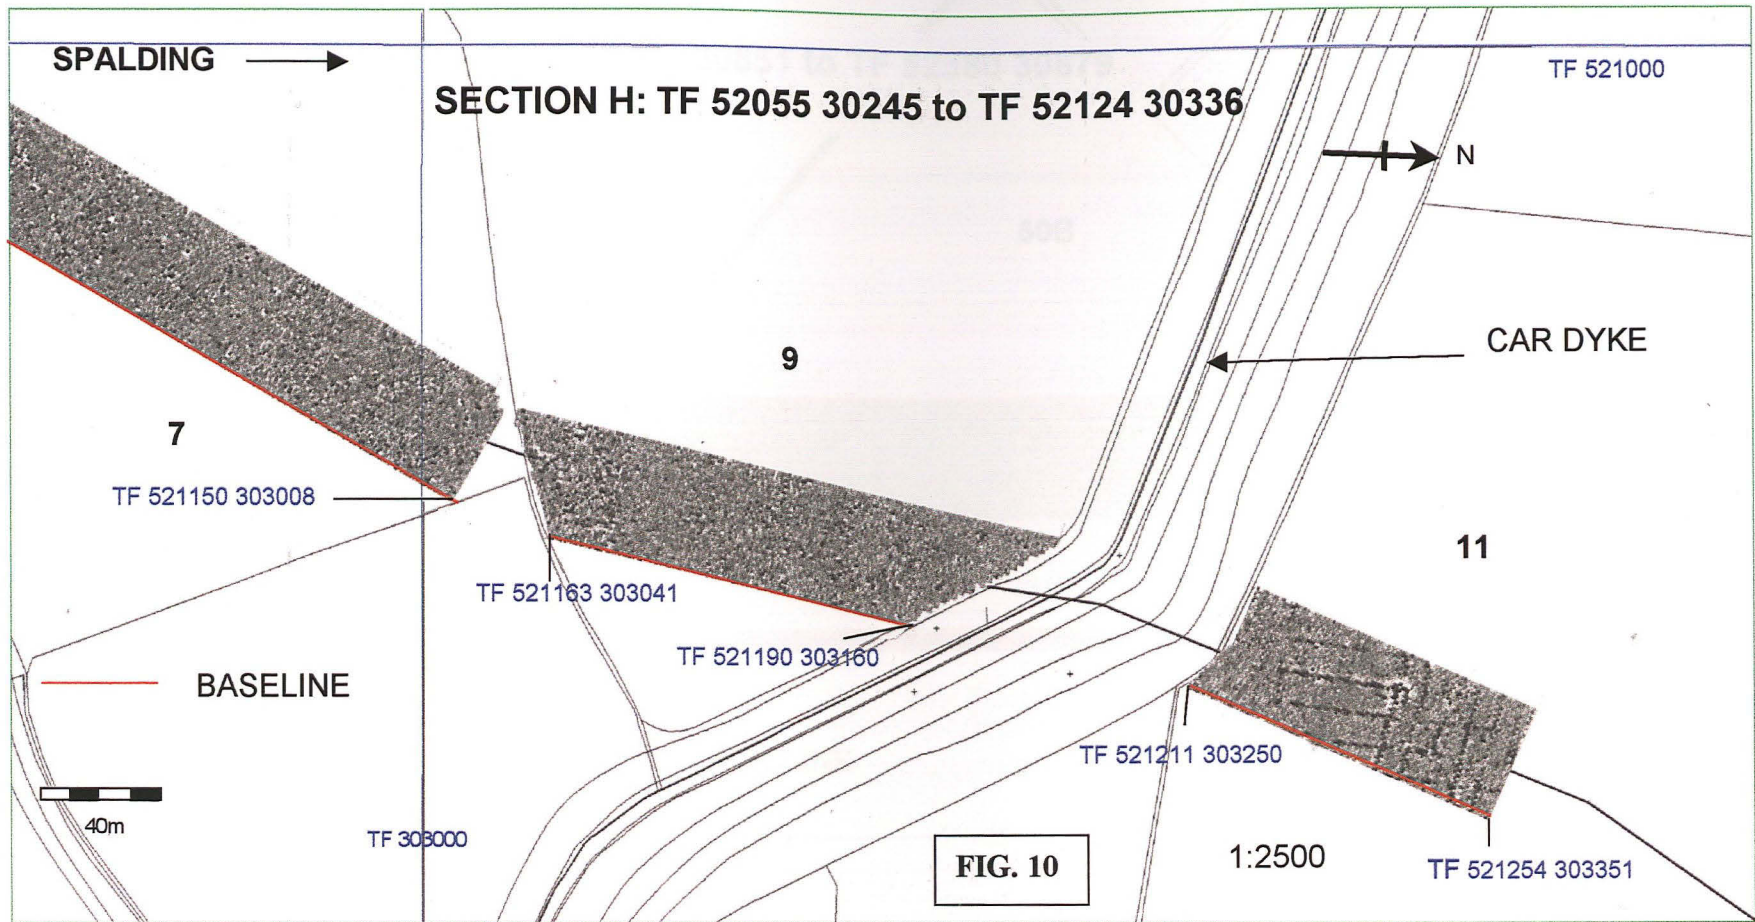 SPALDING
TF 521000
SECTION H: TF 52055 30245 to TF 52124 30336
N
CAR DYKE
9
7
TF 521150 303008
11
TF 521163 303041
TF 521190 303160
BASELINE
TF 521211 303250
40m
TF 303000
FIG. 10
1:2500
TF 521254 303351